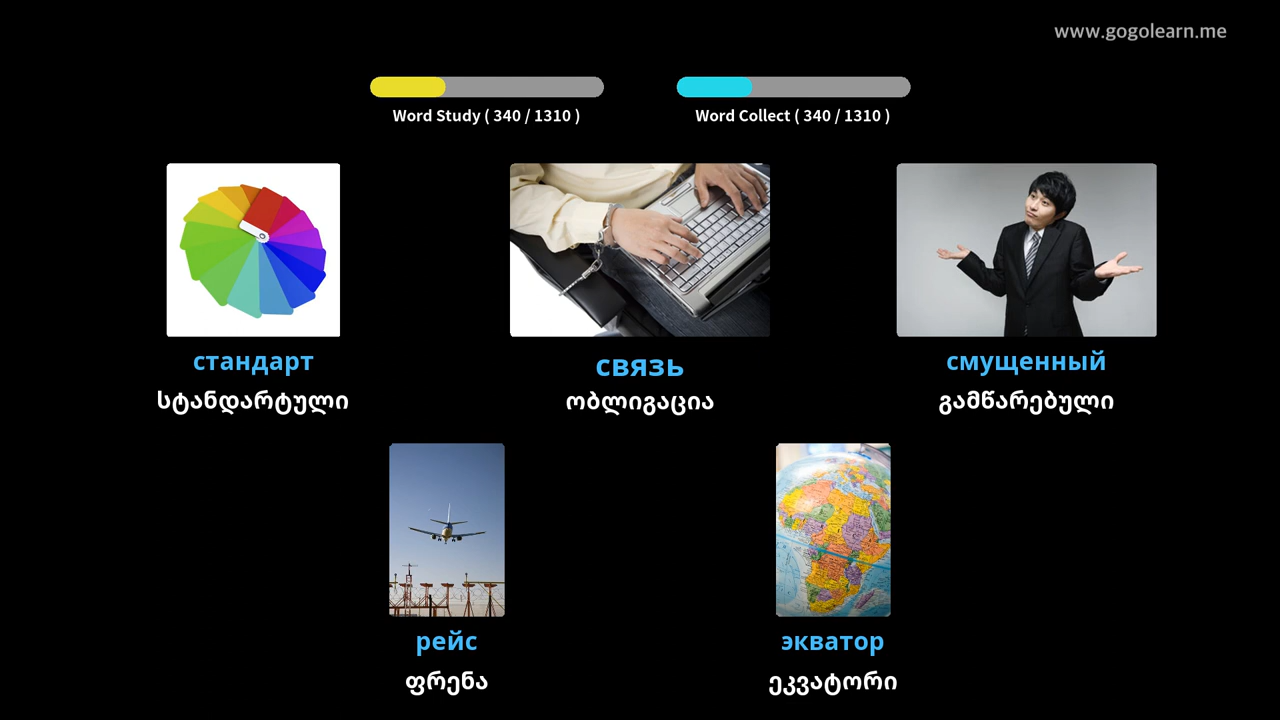 www.gogolearn.me
Word Study ( 340 / 1310 )
Word Collect ( 340 / 1310 )
стандарт
связь
смущенный
სტანდარტული
ობლიგაცია
გამწარებული
рейс
экватор
ფრენა
ეკვატორი